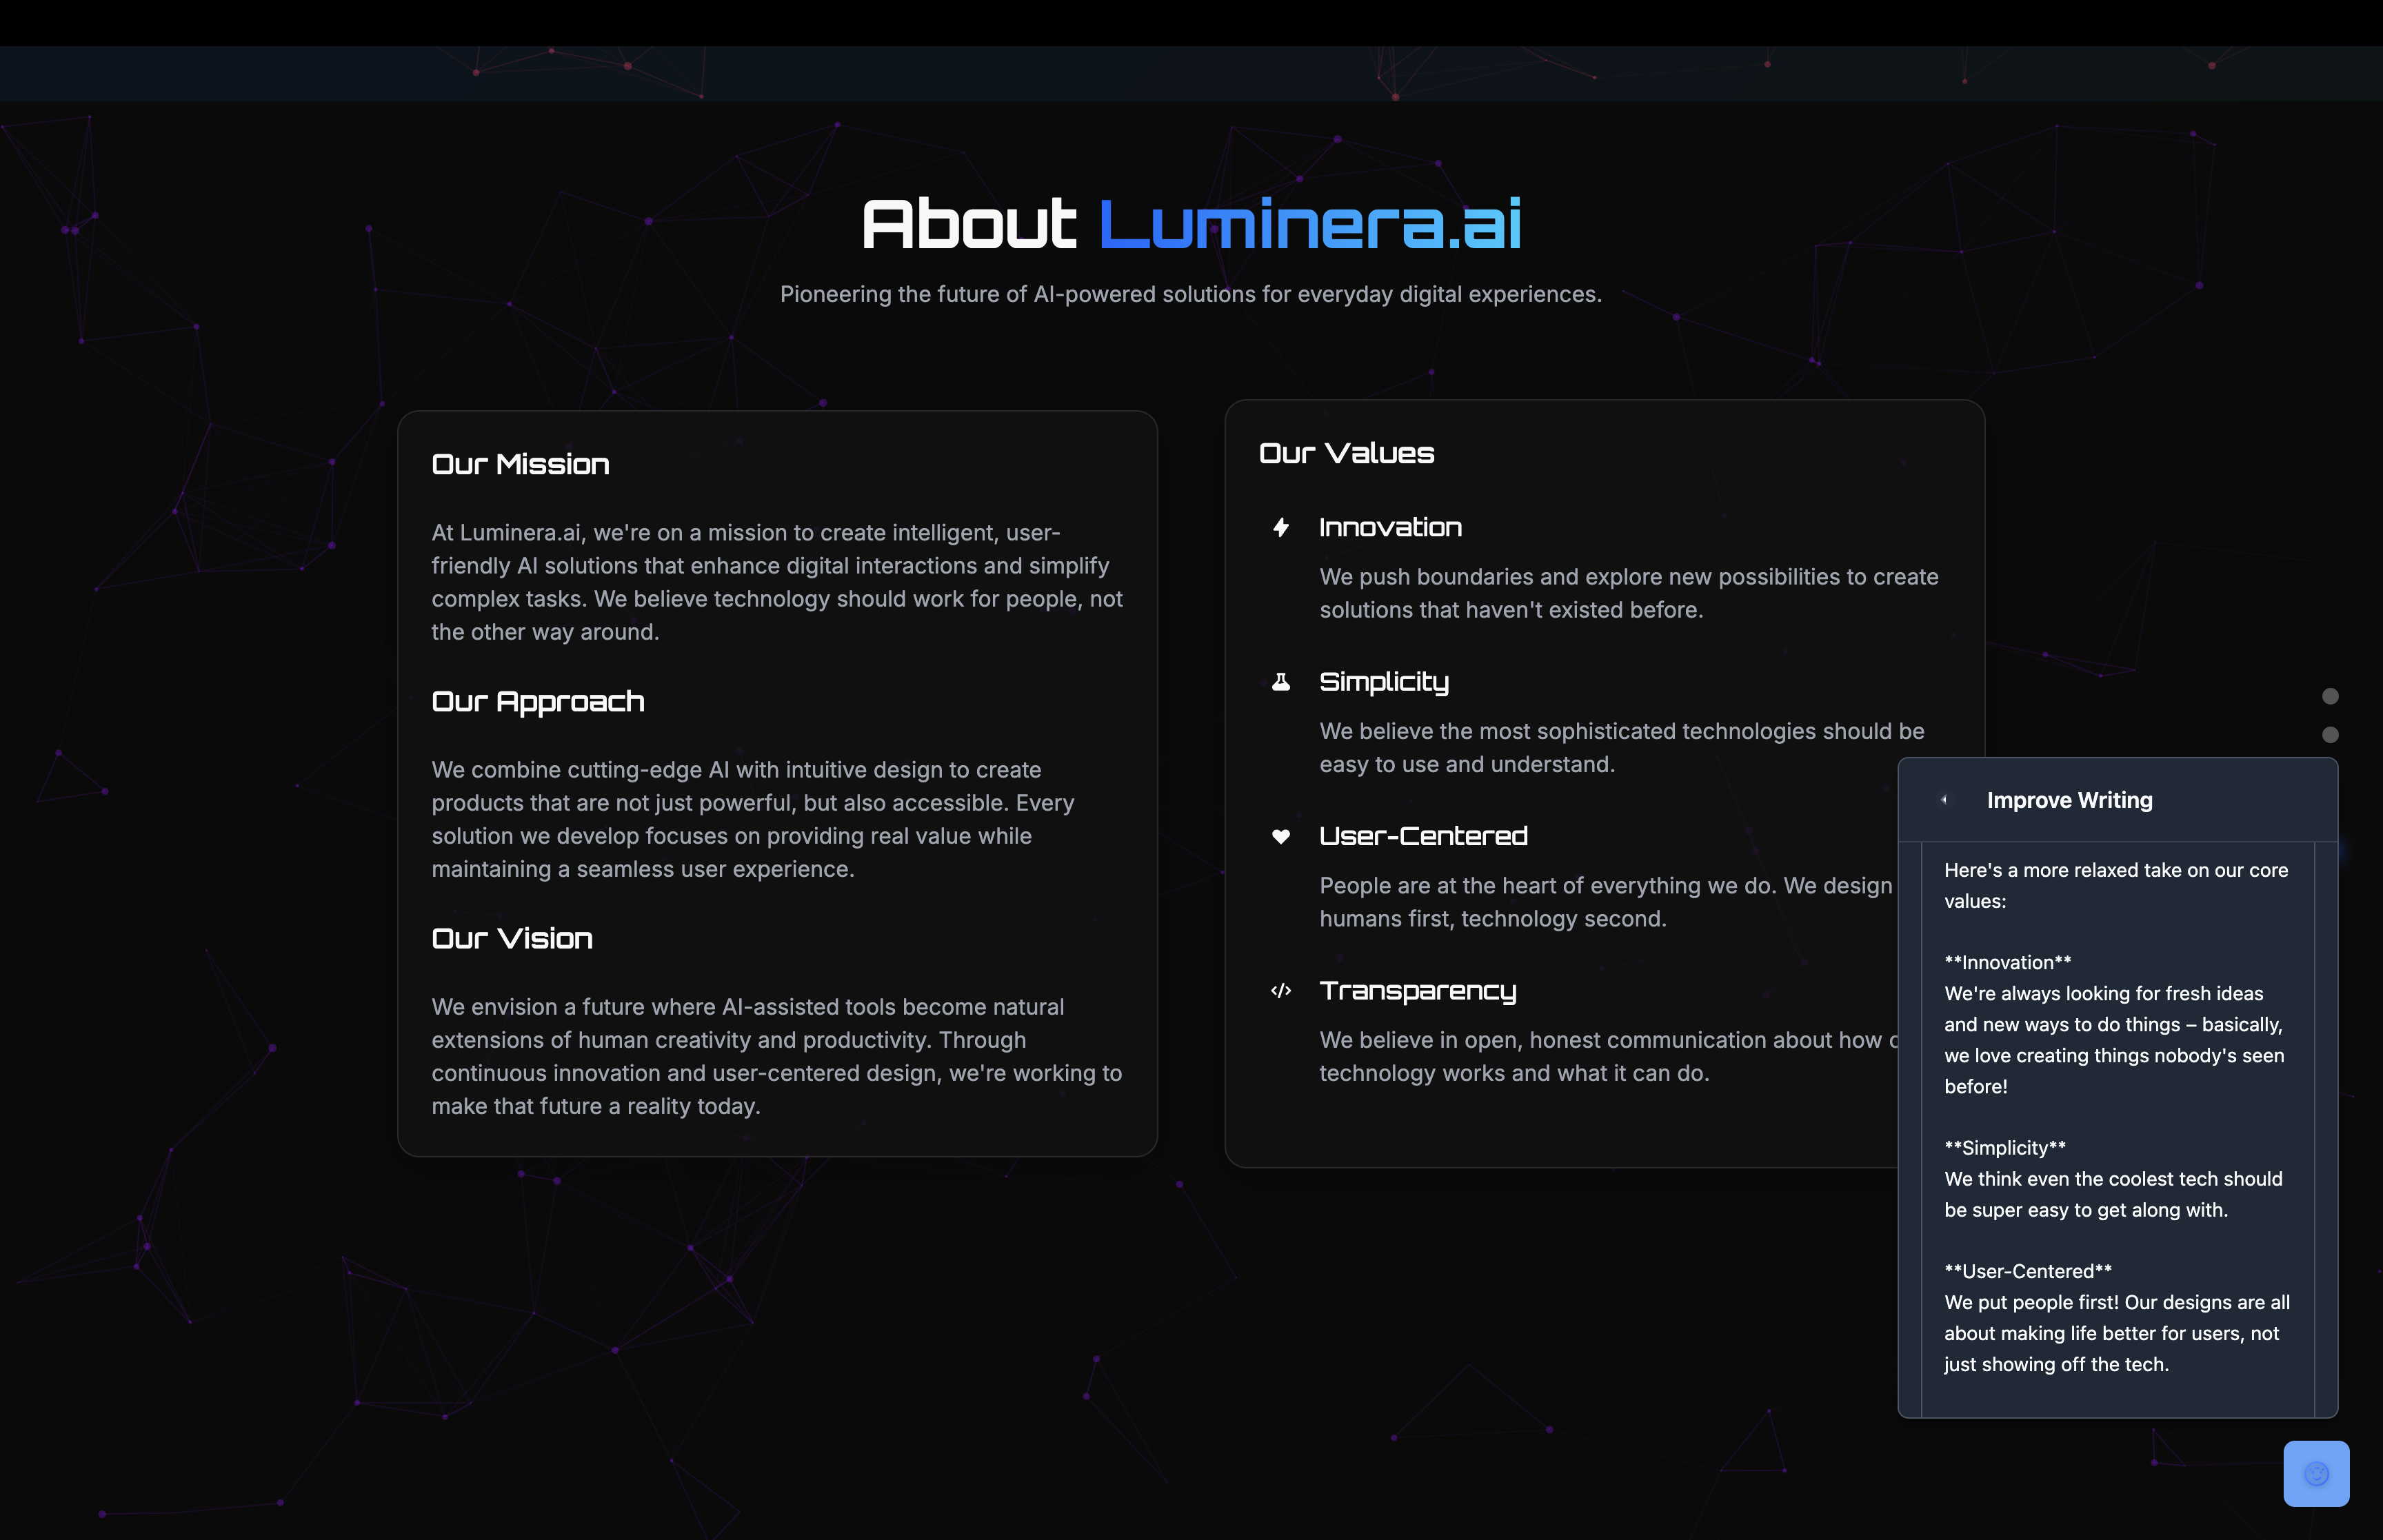 About Luminera.ai
Pioneering the future of AI-powered solutions for everyday digital experiences.
Our Mission
At Luminera.ai, we're on a mission to create intelligent, user-
friendly AI solutions that enhance digital interactions and simplify
complex tasks. We believe technology should work for people, not
the other way around.
Our Approach
We combine cutting-edge AI with intuitive design to create
products that are not just powerful, but also accessible. Every
solution we develop focuses on providing real value while
maintaining a seamless user experience.
Our Vision
We envision a future where AI-assisted tools become natural
extensions of human creativity and productivity. Through
continuous innovation and user-centered design, we're working to
make that future a reality today.
Our Values
Innovation
We push boundaries and explore new possibilities to create
solutions that haven't existed before.
Simplicity
We believe the most sophisticated technologies should be
easy to use and understand.
User-Centered
People are at the heart of everything we do. We design
humans first, technology second.
Transparency
We believe in open, honest communication about how
technology works and what it can do.
Improve Writing
Here's a more relaxed take on our core
values:
**Innovation**
We're always looking for fresh ideas
and new ways to do things – basically,
we love creating things nobody's seen
before!
**Simplicity**
We think even the coolest tech should
be super easy to get along with.
**User-Centered**
We put people first! Our designs are all
about making life better for users, not
just showing off the tech.